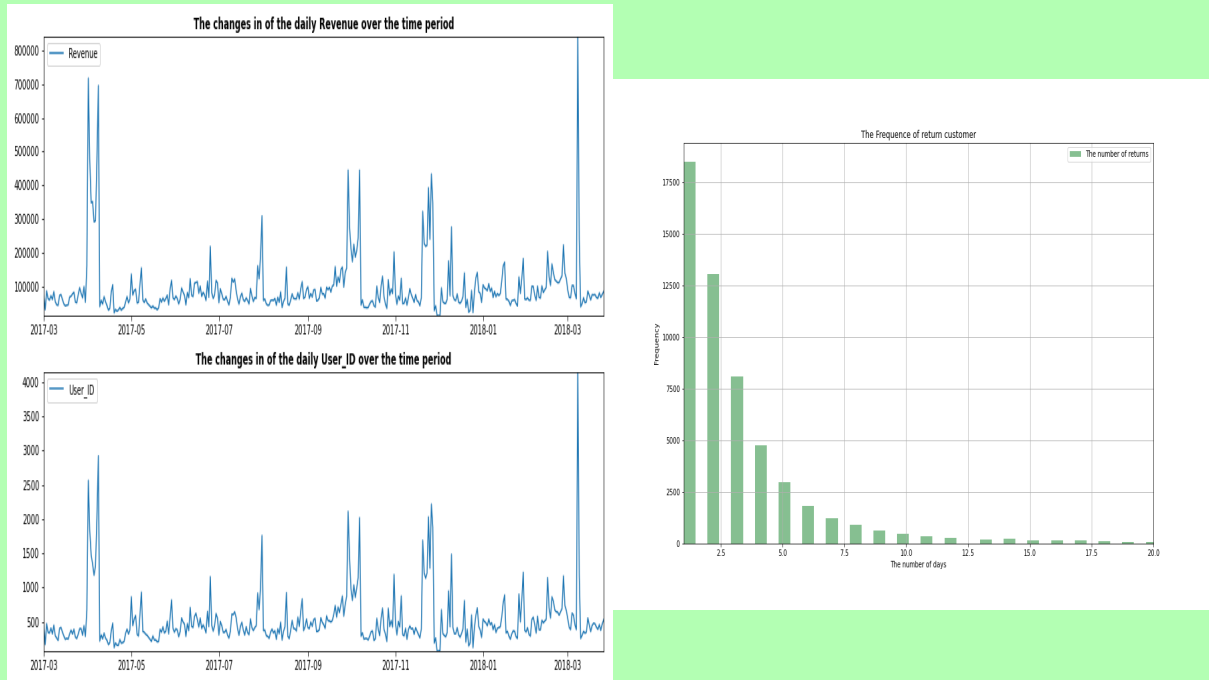 The changes in of the daily Revenue over the time period
Revenue
800000
700000
600000
500000
400000
300000
200000
100000
2017-03 2017-05 2017-07 2017-09 2017-11 2018-01 2018-03
The changes in of the daily User_ID over the time period
User_ID
4000
3500
3000
2500
2000
1500
1000
500
2017-03 2017-05 2017-07 2017-09 2017-11 2018-01 2018-03
The Frequence of return customer
The number of returns
17500
15000
12500
10000
7500
5000
2500
0
Frequency
2.5 5.0 7.5 10.0 12.5 15.0 17.5 20.0
The number of days